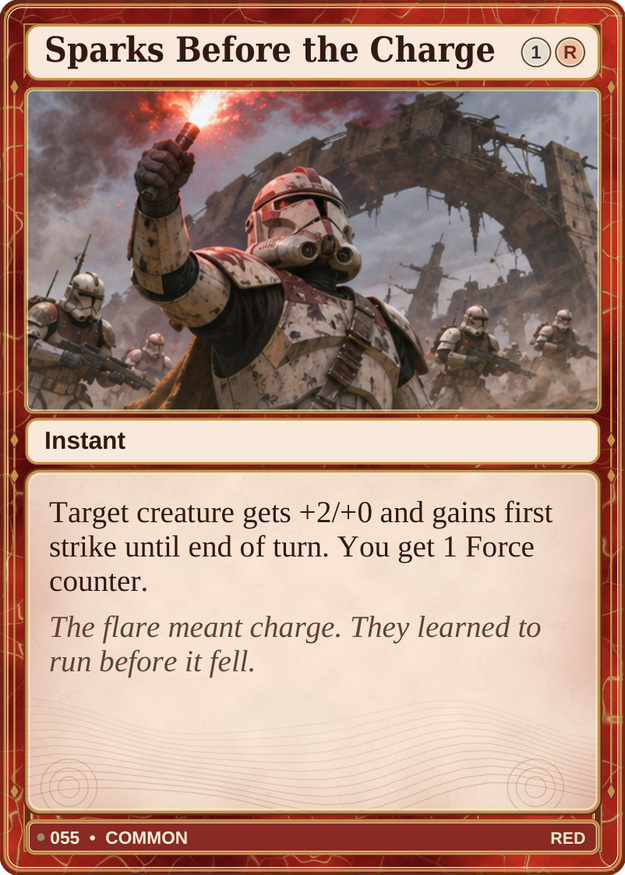 Sparks Before the Charge 1 R
Instant
Target creature gets +2/+0 and gains first
strike until end of turn. You get 1 Force
counter.
The flare meant charge. They learned to
run before it fell.
055 • COMMON RED